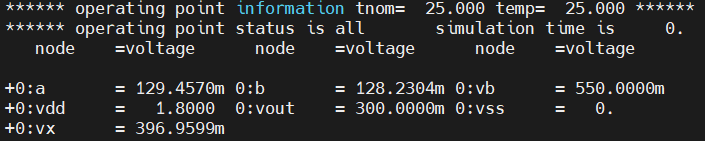 ****** operating point information tnom= 25.000 temp= 25.000 ******
****** operating point status is all simulation time is 0.
node =voltage node =voltage node =voltage
+0:a = 129.4570m 0:b = 128.2304m 0:vb = 550.0000m
+0:vdd = 1.8000 0:vout = 300.0000m 0:vss = 0.
+0:vx = 396.9599m